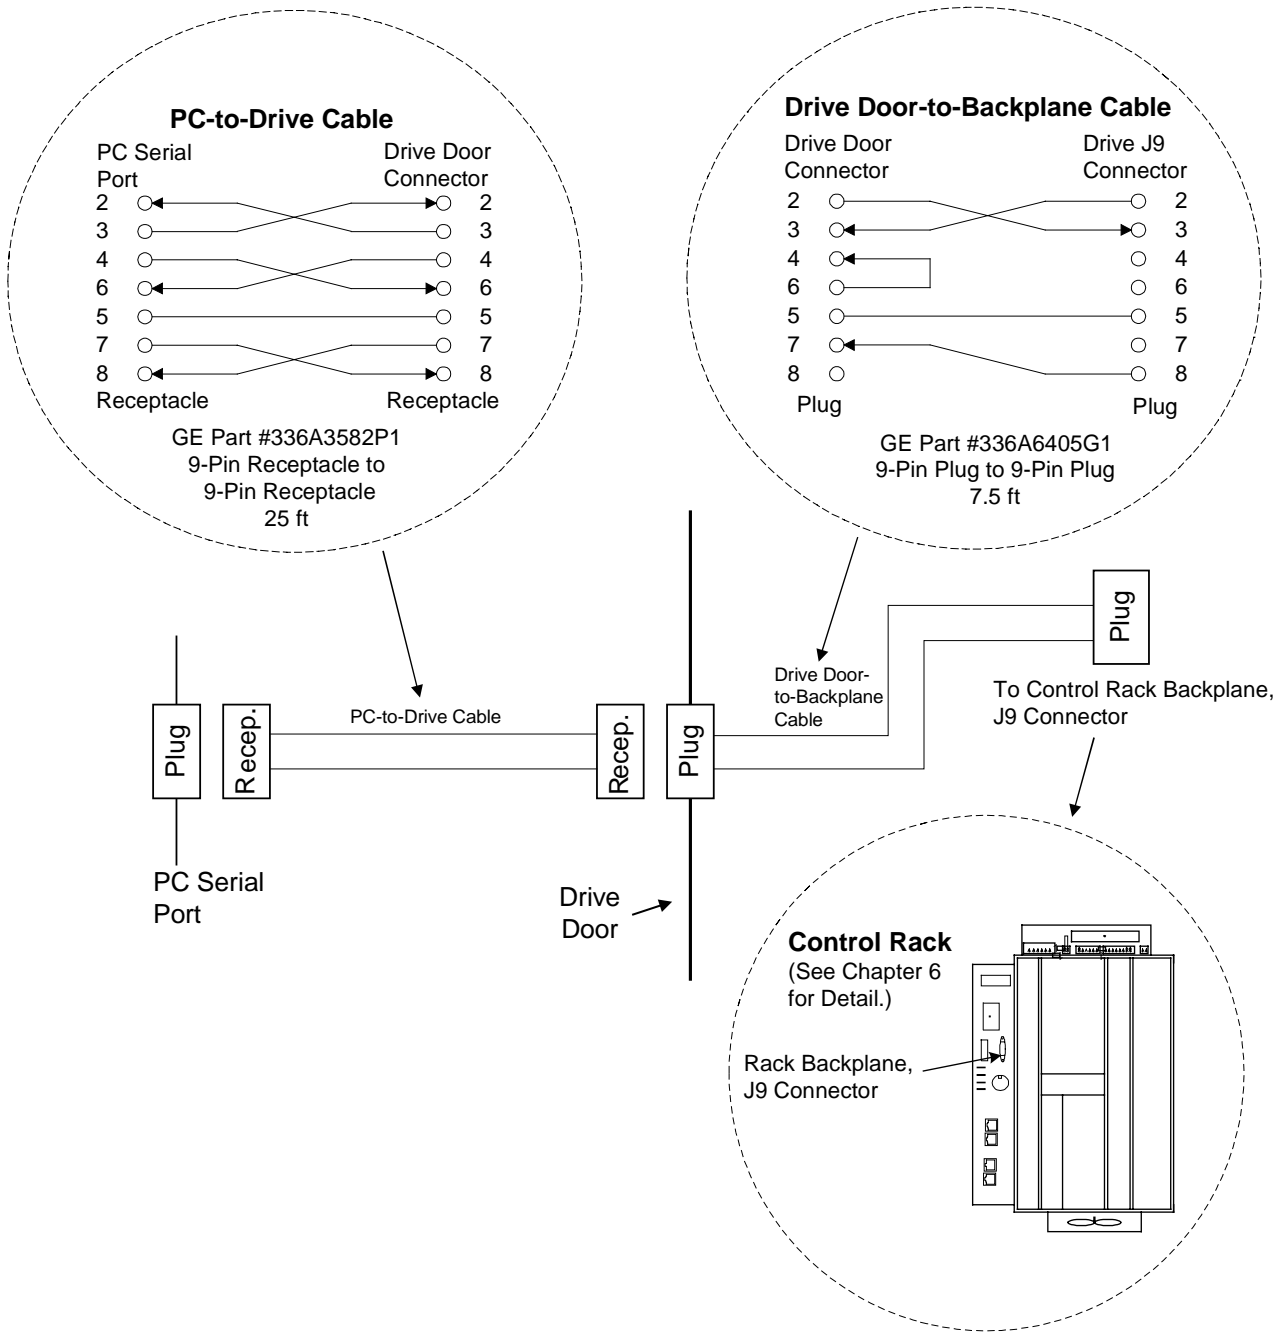 PC-to-Drive Cable
PC Serial
Port
Drive Door
Connector
2 2
3 3
4 4
6 6
5 5
7 7
8 8
Receptacle Receptacle
GE Part #336A3582P1
9-Pin Receptacle to
9-Pin Receptacle
25 ft
Drive Door-to-Backplane Cable
Drive Door
Connector
Drive J9
Connector
2 2
3 3
4 4
6 6
5 5
7 7
8 8
Plug Plug
GE Part #336A6405G1
9-Pin Plug to 9-Pin Plug
7.5 ft
Plug
Recep.
PC-to-Drive Cable
Recep.
Plug
Drive Door-
to-Backplane
Cable
Plug
To Control Rack Backplane,
J9 Connector
PC Serial
Port
Drive
Door
Control Rack
(See Chapter 6
for Detail.)
Rack Backplane,
J9 Connector